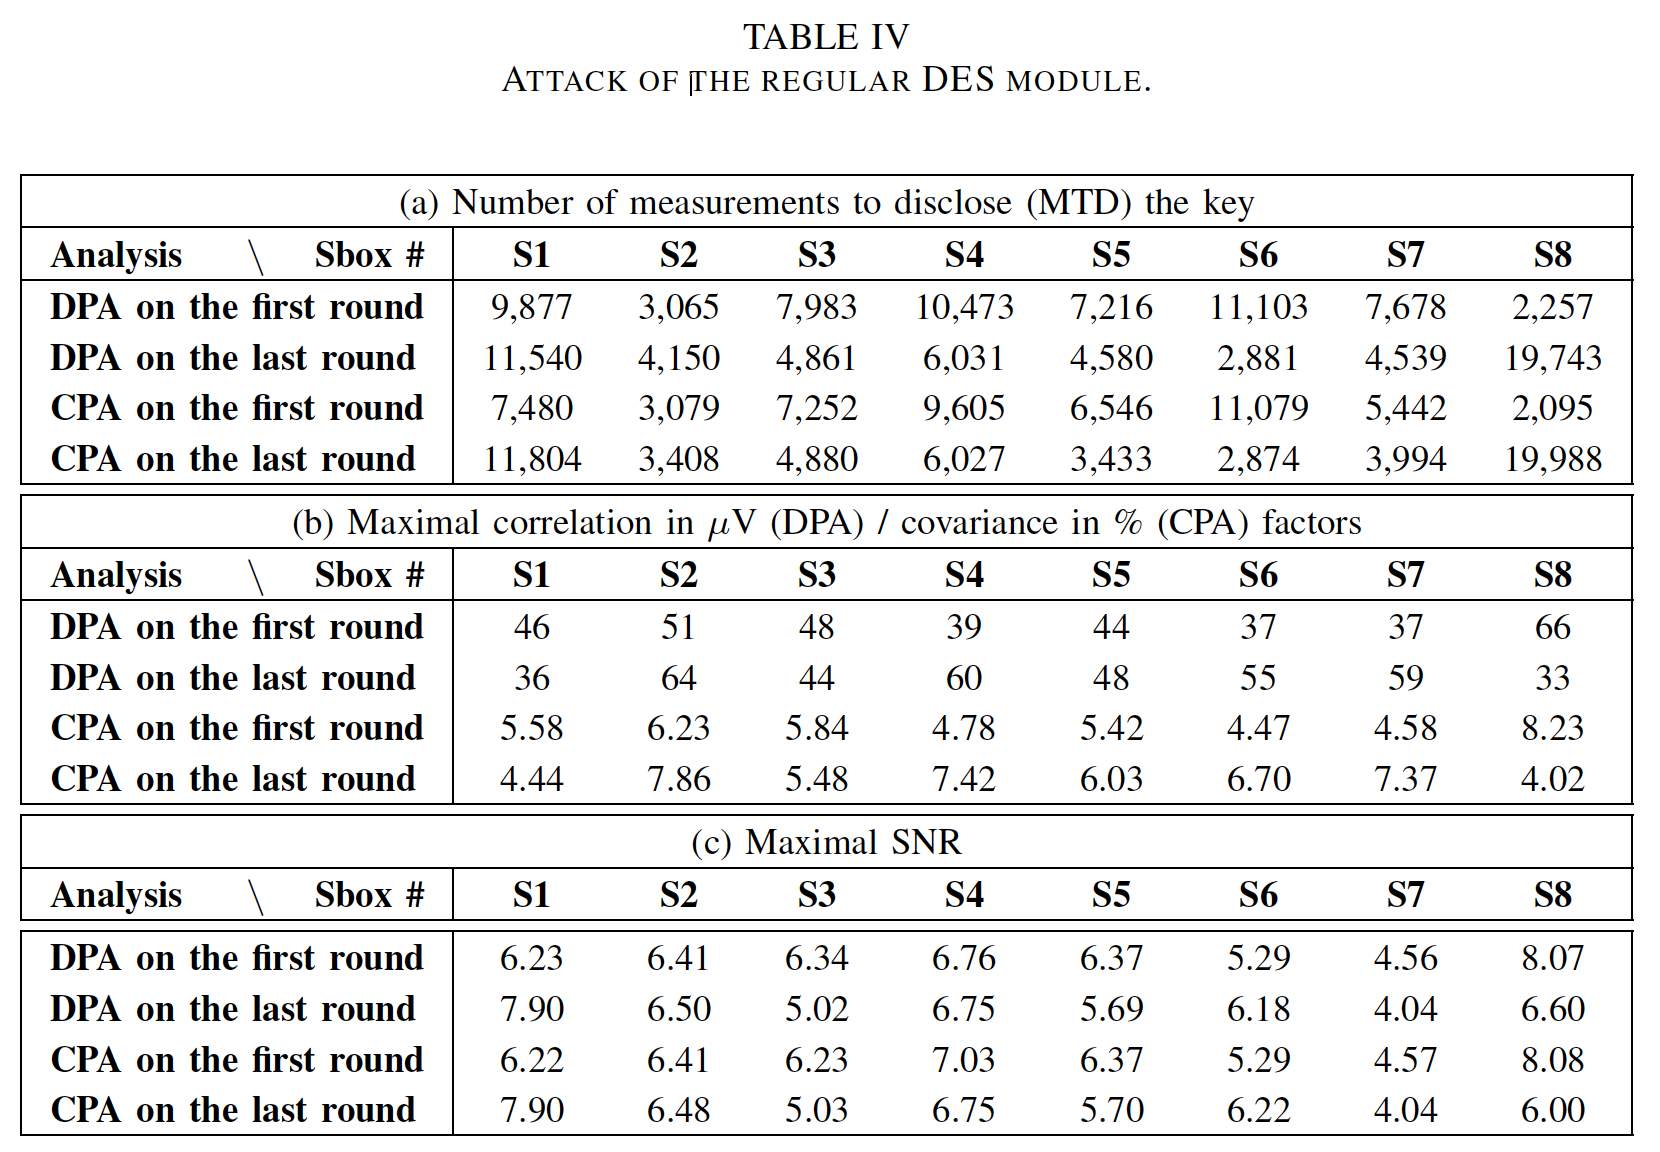 TABLE IV
ATTACK OF THE REGULAR DES MODULE.
(a) Number of measurements to disclose (MTD) the key
Analysis \ Sbox # S1 S2 S3 S4 S5 S6 S7 S8
DPA on the first round 9,877 3,065 7,983 10,473 7,216 11,103 7,678 2,257
DPA on the last round 11,540 4,150 4,861 6,031 4,580 2,881 4,539 19,743
CPA on the first round 7,480 3,079 7,252 9,605 6,546 11,079 5,442 2,095
CPA on the last round 11,804 3,408 4,880 6,027 3,433 2,874 3,994 19,988
(b) Maximal correlation in μV (DPA) / covariance in % (CPA) factors
Analysis \ Sbox # S1 S2 S3 S4 S5 S6 S7 S8
DPA on the first round 46 51 48 39 44 37 37 66
DPA on the last round 36 64 44 60 48 55 59 33
CPA on the first round 5.58 6.23 5.84 4.78 5.42 4.47 4.58 8.23
CPA on the last round 4.44 7.86 5.48 7.42 6.03 6.70 7.37 4.02
(c) Maximal SNR
Analysis \ Sbox # S1 S2 S3 S4 S5 S6 S7 S8
DPA on the first round 6.23 6.41 6.34 6.76 6.37 5.29 4.56 8.07
DPA on the last round 7.90 6.50 5.02 6.75 5.69 6.18 4.04 6.60
CPA on the first round 6.22 6.41 6.23 7.03 6.37 5.29 4.57 8.08
CPA on the last round 7.90 6.48 5.03 6.75 5.70 6.22 4.04 6.00